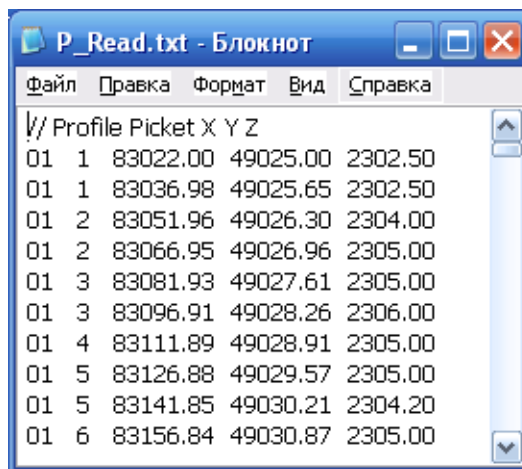 P_Read.txt - Блокнот
Файл Правка Формат Вид Справка
// Profile Picket X Y Z
01 1 83022.00 49025.00 2302.50
01 1 83036.98 49025.65 2302.50
01 2 83051.96 49026.30 2304.00
01 2 83066.95 49026.96 2305.00
01 3 83081.93 49027.61 2305.00
01 3 83096.91 49028.26 2306.00
01 4 83111.89 49028.91 2305.00
01 5 83126.88 49029.57 2305.00
01 5 83141.85 49030.21 2304.20
01 6 83156.84 49030.87 2305.00